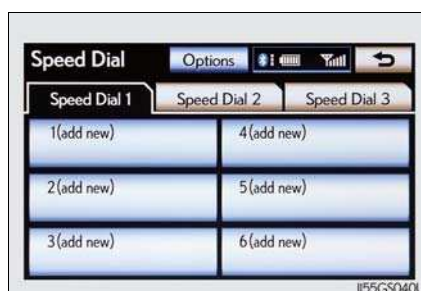 Speed Dial Options
Speed Dial 1 Speed Dial 2 Speed Dial 3
1(add new) 4(add new)
2(add new) 5(add new)
3(add new) 6(add new)
II55GS040L